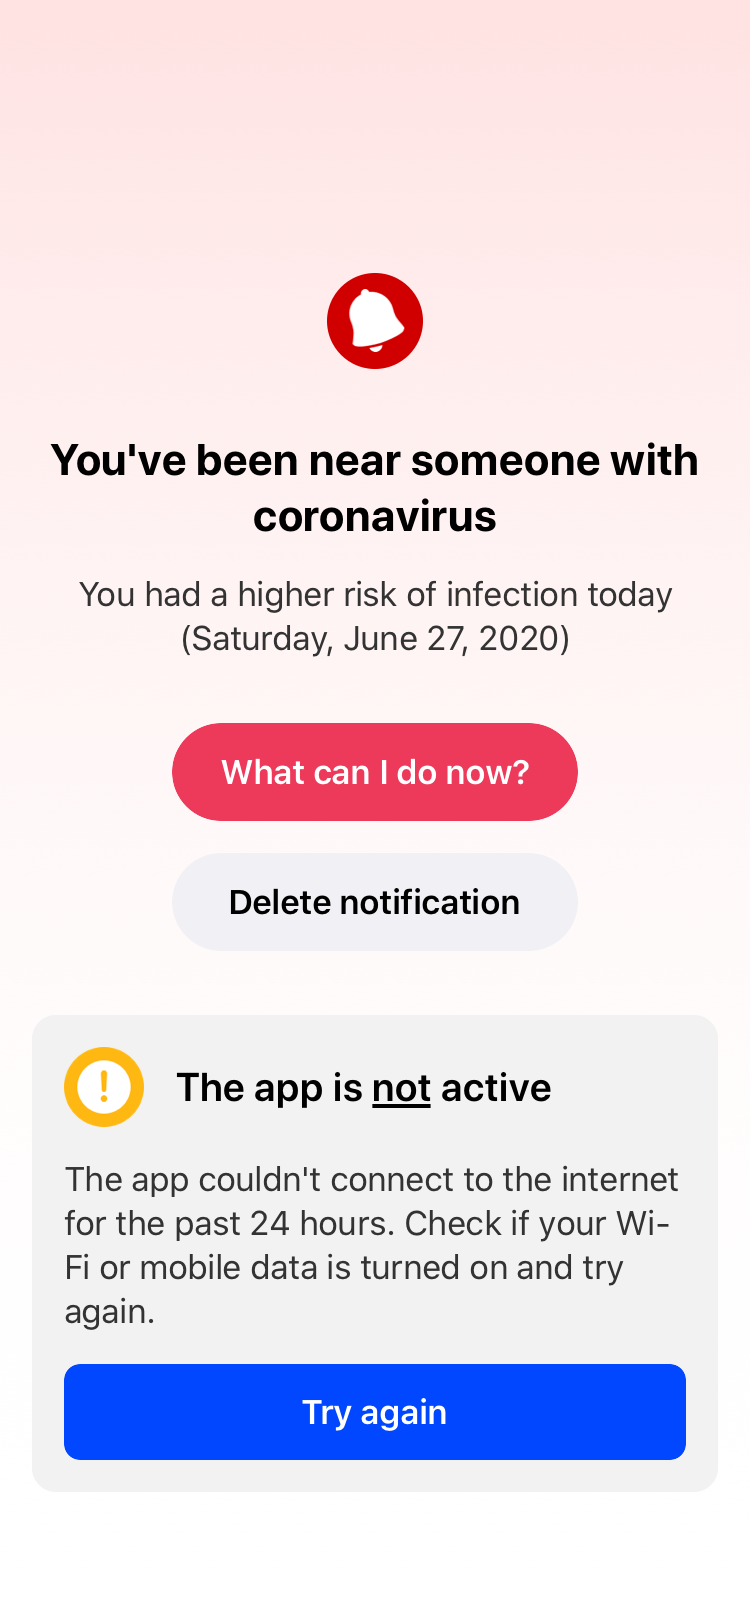 You've been near someone with
coronavirus
You had a higher risk of infection today
(Saturday, June 27, 2020)
What can I do now?
Delete notification
The app is not active
The app couldn't connect to the internet
for the past 24 hours. Check if your Wi-
Fi or mobile data is turned on and try
again.
Try again